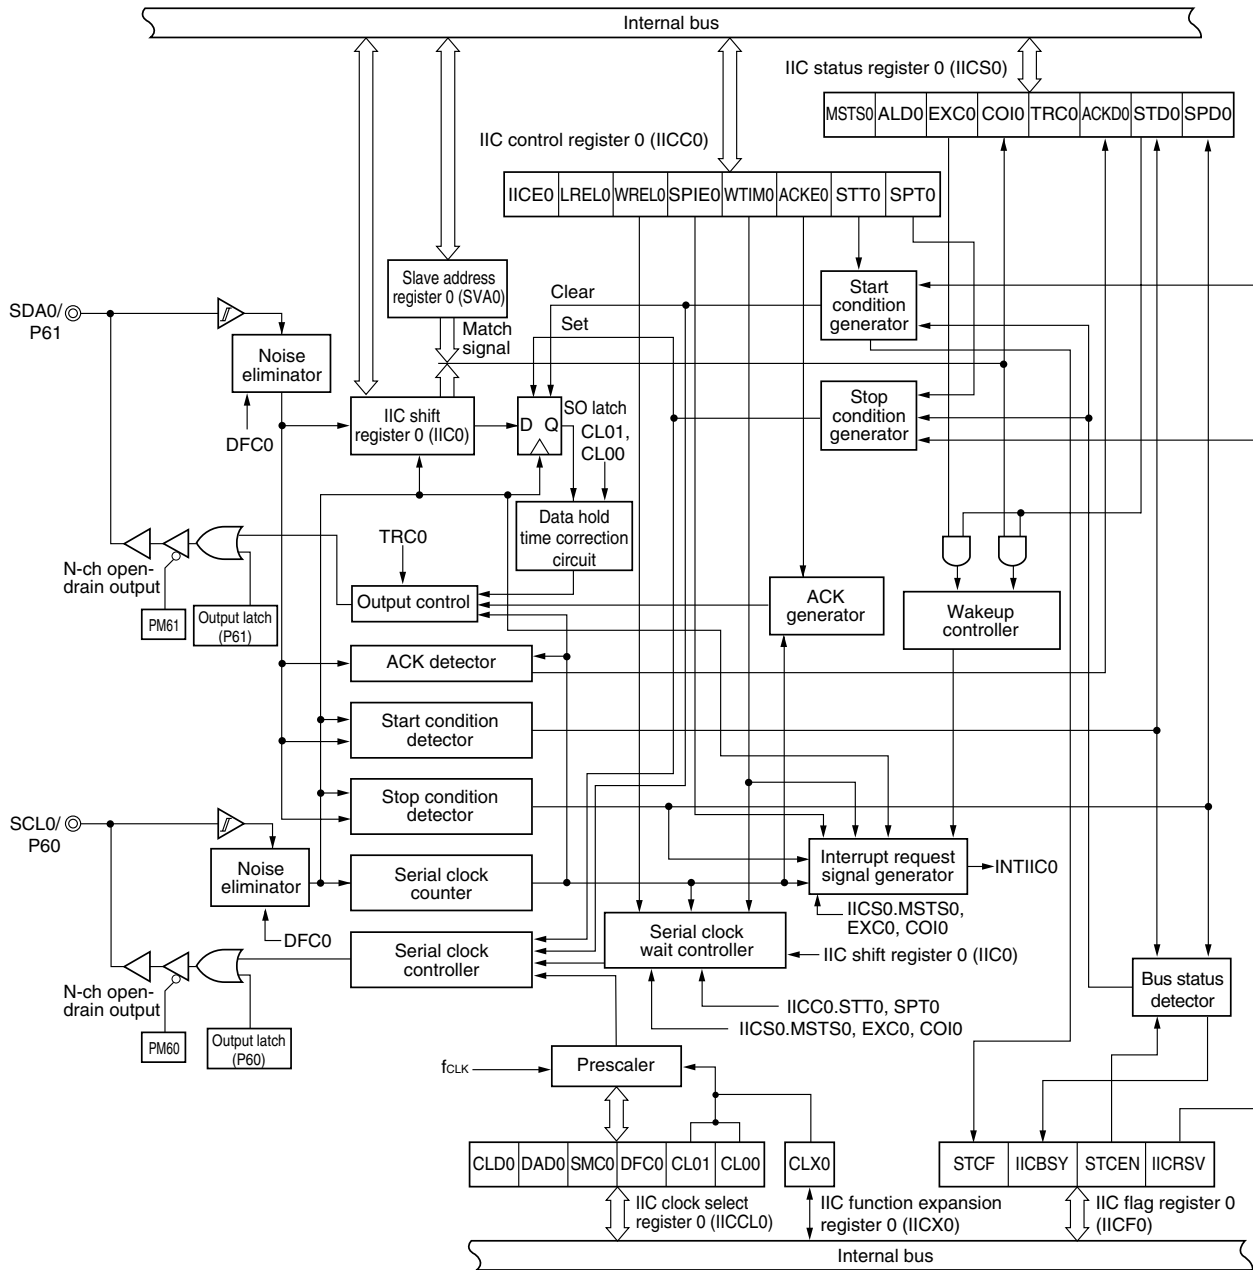 Internal bus
IIC status register 0 (IICS0)
MSTS0 ALD0 EXC0 COI0 TRC0 ACKD0 STD0 SPD0
IIC control register 0 (IICC0)
IICE0 LREL0 WREL0 SPIE0 WTIM0 ACKE0 STT0 SPT0
Slave address
register 0 (SVA0)
Clear
Start
condition
generator
SDA0/
P61
Set
Match
signal
Noise
eliminator
Stop
condition
generator
IIC shift
register 0 (IIC0)
D Q
SO latch
CL01,
CL00
DFC0
Data hold
time correction
circuit
TRC0
N-ch open-
drain output
Output control
ACK
generator
Wakeup
controller
PM61
Output latch
(P61)
ACK detector
Start condition
detector
Stop condition
detector
SCL0/
P60
Noise
eliminator
Serial clock
counter
Interrupt request
signal generator
INTIIC0
IICS0.MSTS0,
EXC0, COI0
DFC0
Serial clock
controller
Serial clock
wait controller
IIC shift register 0 (IIC0)
N-ch open-
drain output
Bus status
detector
IICC0.STT0, SPT0
IICS0.MSTS0, EXC0, COI0
PM60
Output latch
(P60)
fCLK
Prescaler
CLD0 DAD0 SMC0 DFC0 CL01 CL00
CLX0
STCF IICBSY STCEN IICRSV
IIC clock select
register 0 (IICCL0)
IIC function expansion
register 0 (IICX0)
IIC flag register 0
(IICF0)
Internal bus